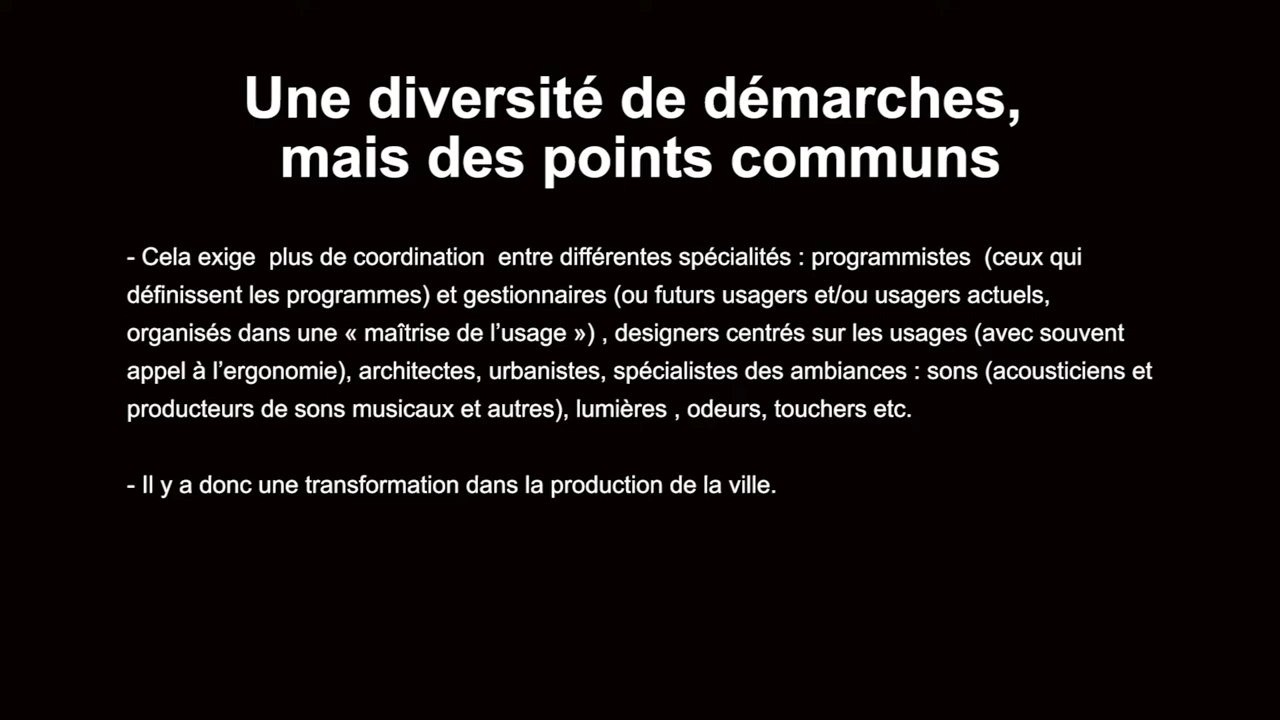 Une diversité de démarches,
mais des points communs
- Cela exige  plus de coordination  entre différentes spécialités : programmistes  (ceux qui
définissent les programmes) et gestionnaires (ou futurs usagers et/ou usagers actuels,
organisés dans une « maîtrise de l’usage ») , designers centrés sur les usages (avec souvent
appel à l’ergonomie), architectes, urbanistes, spécialistes des ambiances : sons (acousticiens et
producteurs de sons musicaux et autres), lumières , odeurs, touchers etc.
- Il y a donc une transformation dans la production de la ville.